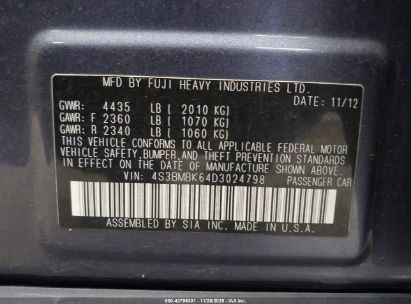 MFD BY FUJI HEAVY INDUSTRIES LTD.
DATE: 11/12
GVWR: 4435 LB ( 2010 KG)
GAWR: F 2360 LB ( 1070 KG)
GAWR: R 2340 LB ( 1060 KG)
THIS VEHICLE CONFORMS TO ALL APPLICABLE FEDERAL MOTOR
VEHICLE SAFETY, BUMPER, AND THEFT PREVENTION STANDARDS
IN EFFECT ON THE DATE OF MANUFACTURE SHOWN ABOVE.
VIN: 4S3BMBK64D3024798
PASSENGER CAR
ASSEMBLED BY SIA INC. MADE IN U.S.A.